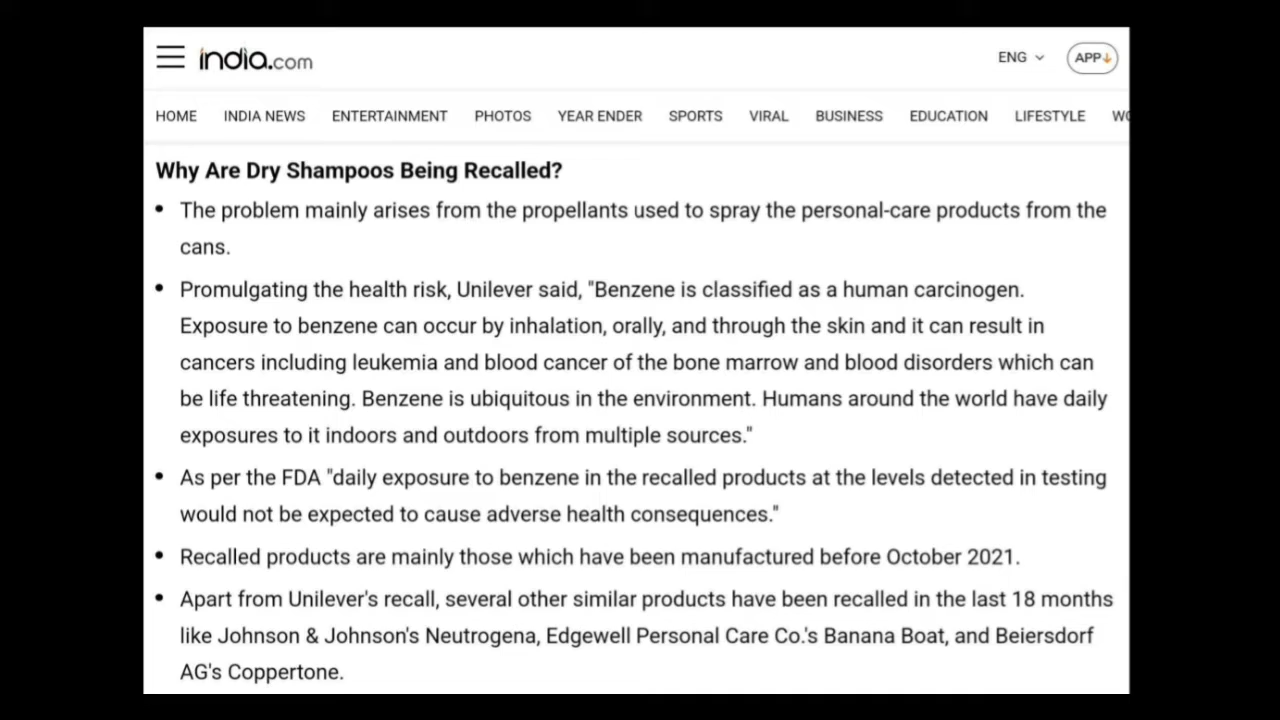 india.com
ENG
APP
HOME INDIA NEWS ENTERTAINMENT PHOTOS YEAR ENDER SPORTS VIRAL BUSINESS EDUCATION LIFESTYLE
Why Are Dry Shampoos Being Recalled?
• The problem mainly arises from the propellants used to spray the personal-care products from the
cans.
• Promulgating the health risk, Unilever said, "Benzene is classified as a human carcinogen.
Exposure to benzene can occur by inhalation, orally, and through the skin and it can result in
cancers including leukemia and blood cancer of the bone marrow and blood disorders which can
be life threatening. Benzene is ubiquitous in the environment. Humans around the world have daily
exposures to it indoors and outdoors from multiple sources."
• As per the FDA "daily exposure to benzene in the recalled products at the levels detected in testing
would not be expected to cause adverse health consequences."
• Recalled products are mainly those which have been manufactured before October 2021.
• Apart from Unilever's recall, several other similar products have been recalled in the last 18 months
like Johnson & Johnson's Neutrogena, Edgewell Personal Care Co.'s Banana Boat, and Beiersdorf
AG's Coppertone.